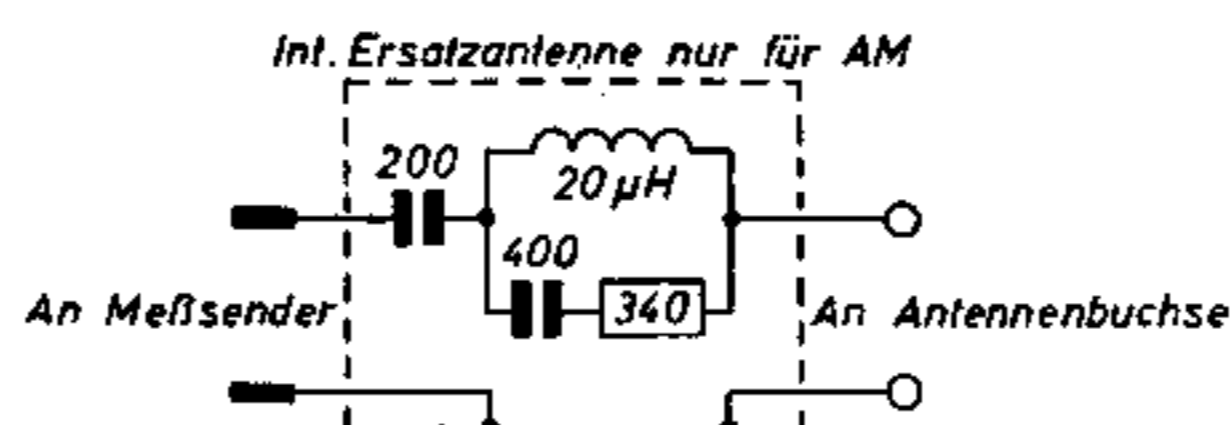 Int. Ersatzantenne nur für AM
200
20 µH
400
An Meßsender
340
An Antennenbuchse